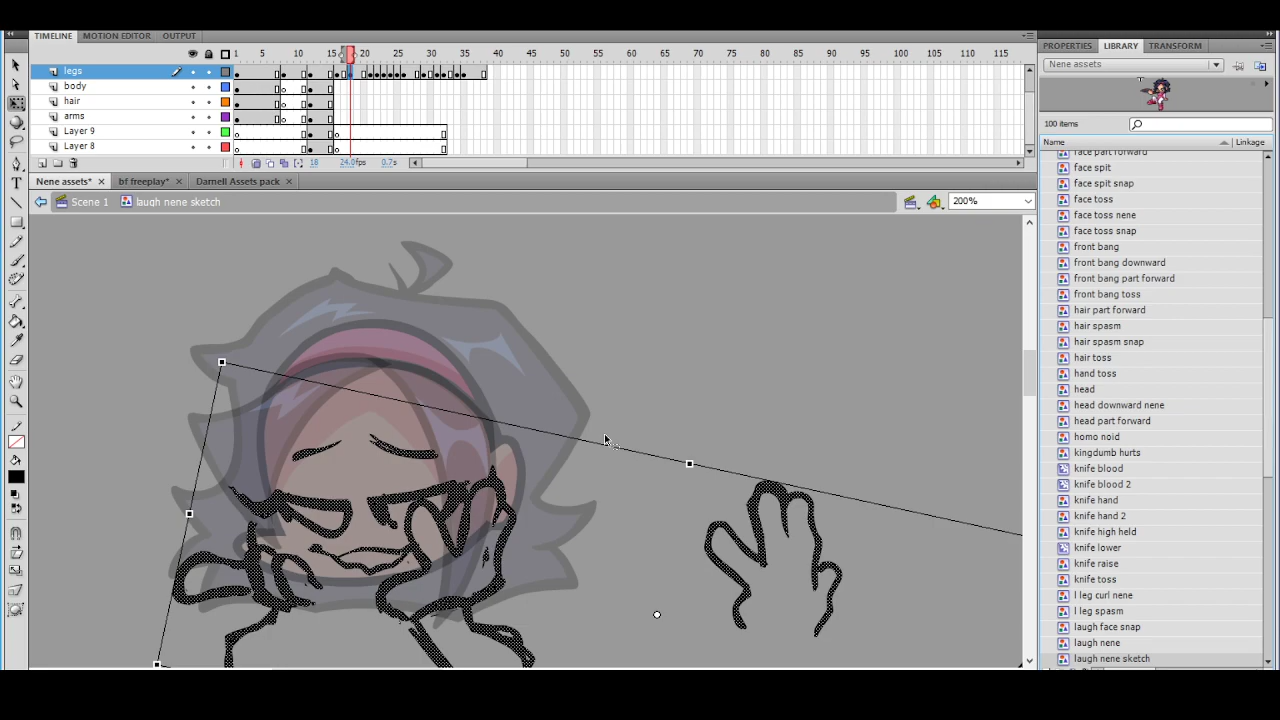 TIMELINE MOTION EDITOR OUTPUT
1 5 10 15 20 25 30 35 40 45 50 55 60 65 70 75 80 85 90 95 100 105 110 115
legs
body
hair
arms
Layer 9
Layer 8
18 24.0fps 0.7s
Nene assets* bf freeplay* Darnell Assets pack
Scene 1 laugh nene sketch 200%
PROPERTIES LIBRARY TRANSFORM
Nene assets
100 items
Name Linkage
face part forward
face spit
face spit snap
face toss
face toss nene
face toss snap
front bang
front bang downward
front bang part forward
front bang toss
hair part forward
hair spasm
hair spasm snap
hair toss
hand toss
head
head downward nene
head part forward
homo noid
kingdumb hurts
knife blood
knife blood 2
knife hand
knife hand 2
knife high held
knife lower
knife raise
knife toss
l leg curl nene
l leg spasm
laugh face snap
laugh nene
laugh nene sketch